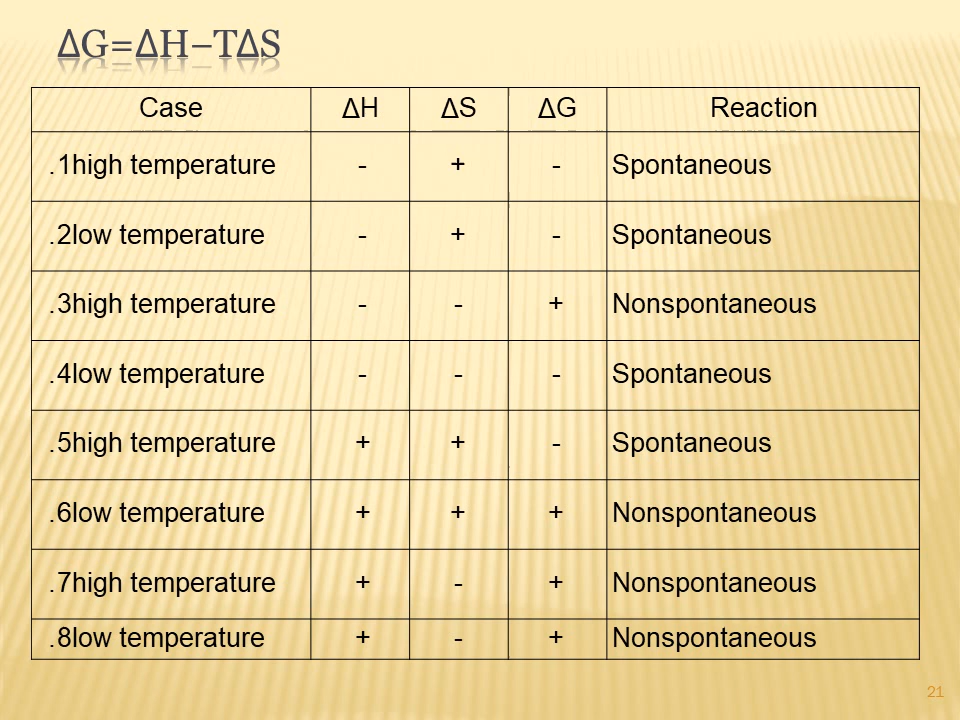 ΔG=ΔH–TΔS
Case ΔH ΔS ΔG Reaction
.1high temperature - + - Spontaneous
.2low temperature - + - Spontaneous
.3high temperature - - + Nonspontaneous
.4low temperature - - - Spontaneous
.5high temperature + + - Spontaneous
.6low temperature + + + Nonspontaneous
.7high temperature + - + Nonspontaneous
.8low temperature + - + Nonspontaneous
21